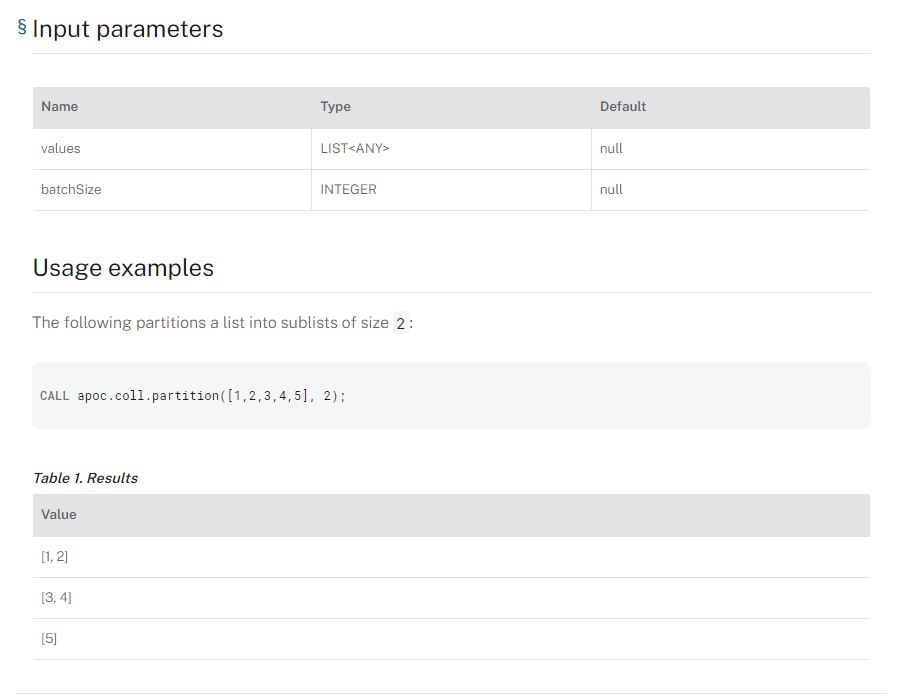 § Input parameters
Name Type Default
values LIST<ANY> null
batchSize INTEGER null
Usage examples
The following partitions a list into sublists of size 2:
CALL apoc.coll.partition([1,2,3,4,5], 2);
Table 1. Results
Value
[1, 2]
[3, 4]
[5]